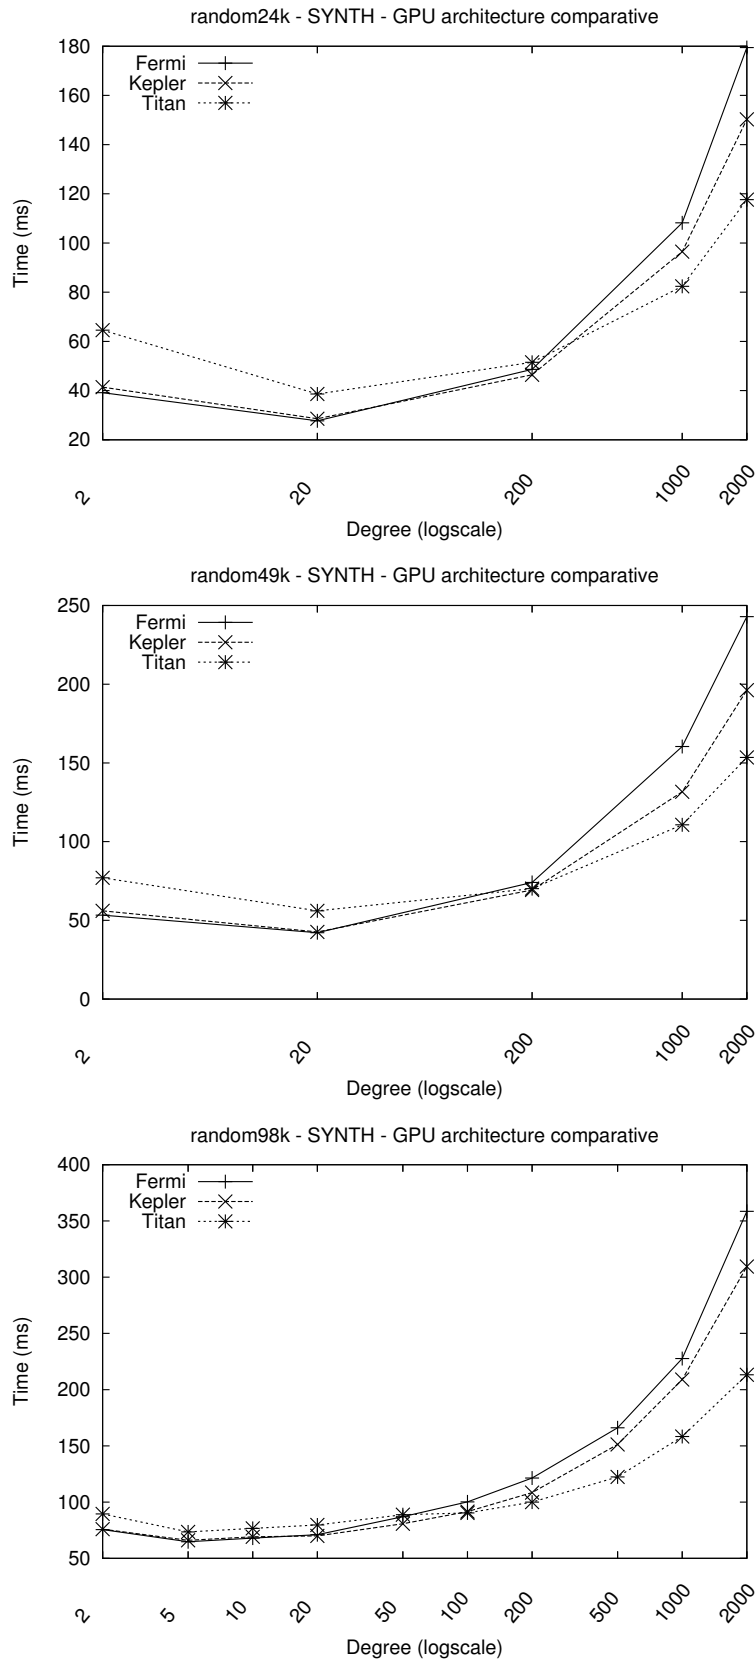 random24k - SYNTH - GPU architecture comparative
Fermi
Kepler
Titan
180
160
140
120
100
80
60
40
20
Time (ms)
2
20
200
1000
2000
Degree (logscale)
random49k - SYNTH - GPU architecture comparative
Fermi
Kepler
Titan
250
200
150
100
50
0
Time (ms)
2
20
200
1000
2000
Degree (logscale)
random98k - SYNTH - GPU architecture comparative
Fermi
Kepler
Titan
400
350
300
250
200
150
100
50
Time (ms)
2
5
10
20
50
100
200
500
1000
2000
Degree (logscale)